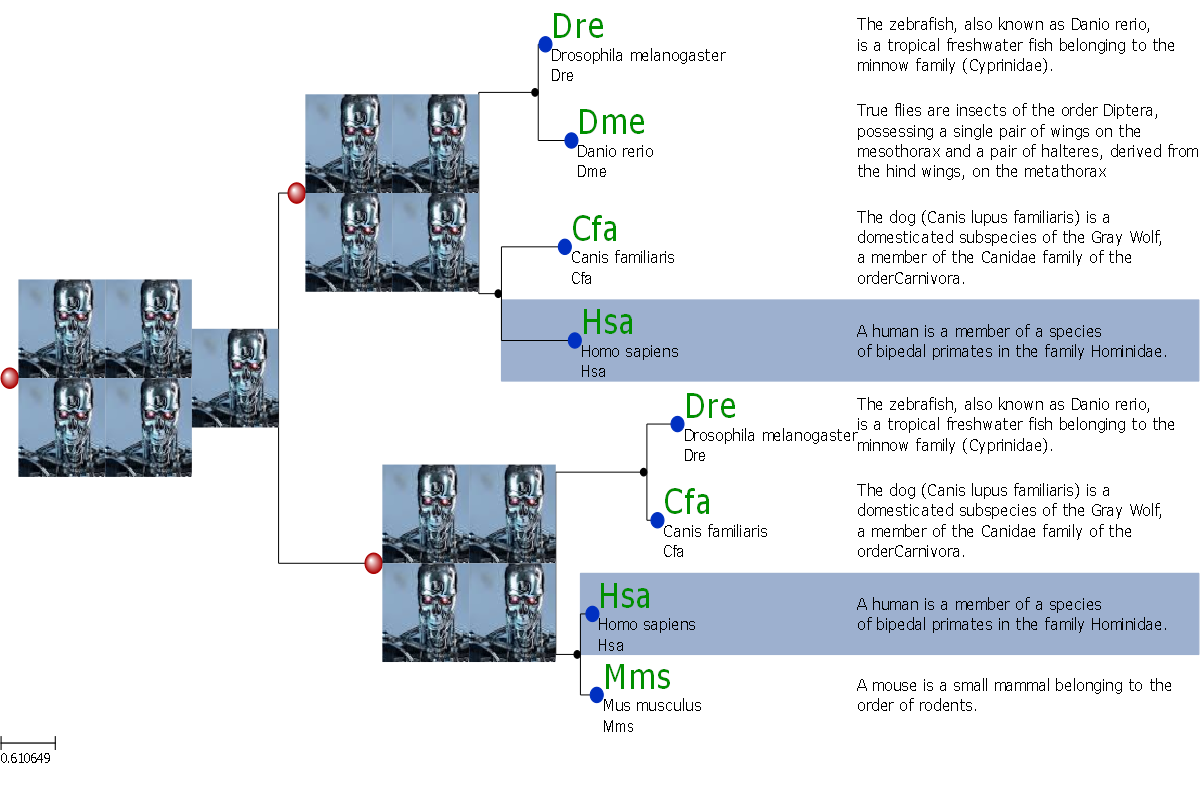 Dre
Drosophila melanogaster
Dre
The zebrafish, also known as Danio rerio,
is a tropical freshwater fish belonging to the
minnow family (Cyprinidae).
Dme
Danio rerio
Dme
True flies are insects of the order Diptera,
possessing a single pair of wings on the
mesothorax and a pair of halteres, derived from
the hind wings, on the metathorax
Cfa
Canis familiaris
Cfa
The dog (Canis lupus familiaris) is a
domesticated subspecies of the Gray Wolf,
a member of the Canidae family of the
orderCarnivora.
Hsa
Homo sapiens
Hsa
A human is a member of a species
of bipedal primates in the family Hominidae.
Dre
Drosophila melanogaster
Dre
The zebrafish, also known as Danio rerio,
is a tropical freshwater fish belonging to the
minnow family (Cyprinidae).
Cfa
Canis familiaris
Cfa
The dog (Canis lupus familiaris) is a
domesticated subspecies of the Gray Wolf,
a member of the Canidae family of the
orderCarnivora.
Hsa
Homo sapiens
Hsa
A human is a member of a species
of bipedal primates in the family Hominidae.
Mms
Mus musculus
Mms
A mouse is a small mammal belonging to the
order of rodents.
0.610649